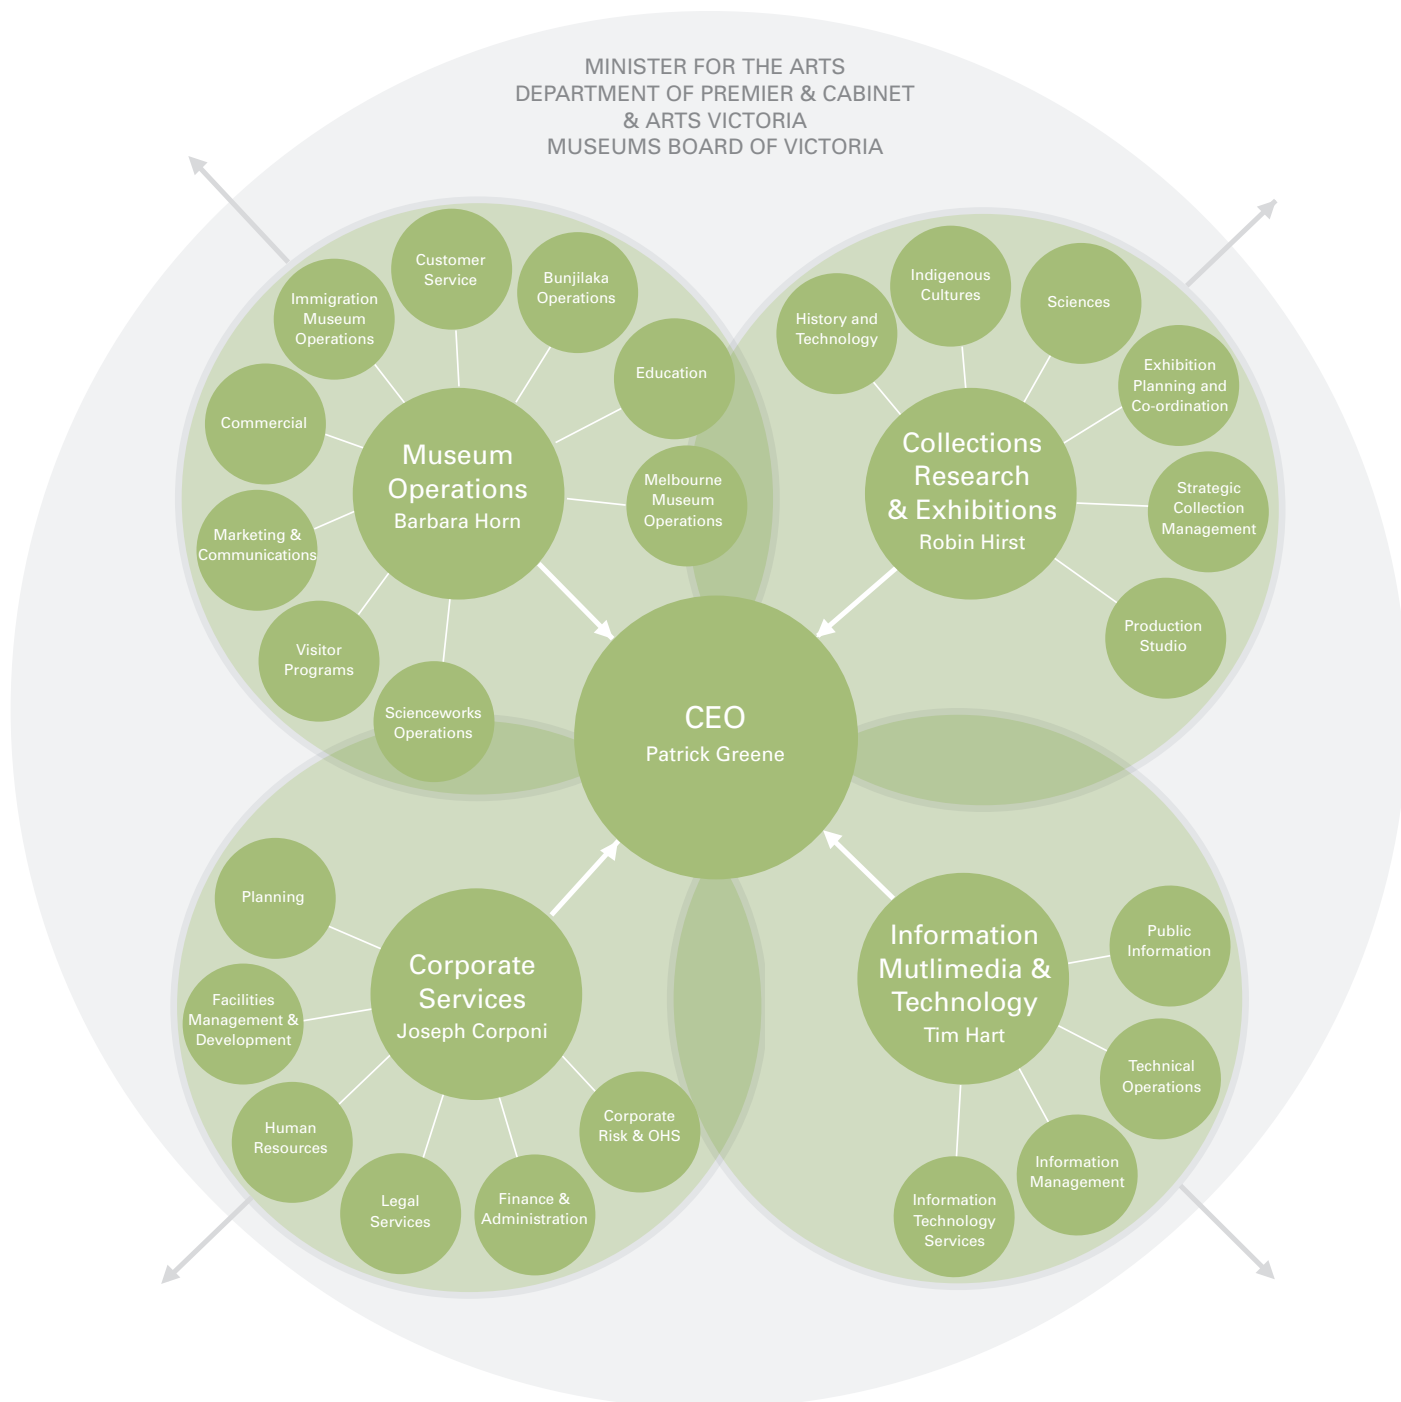 MINISTER FOR THE ARTS
DEPARTMENT OF PREMIER & CABINET
& ARTS VICTORIA
MUSEUMS BOARD OF VICTORIA
Customer
Service
Bunjilaka
Operations
Immigration
Museum
Operations
Education
Commercial
Museum
Operations
Barbara Horn
Melbourne
Museum
Operations
Marketing &
Communications
Visitor
Programs
Scienceworks
Operations
History and
Technology
Indigenous
Cultures
Sciences
Exhibition
Planning and
Co-ordination
Collections
Research
& Exhibitions
Robin Hirst
Strategic
Collection
Management
Production
Studio
CEO
Patrick Greene
Planning
Corporate
Services
Joseph Corponi
Facilities
Management &
Development
Human
Resources
Legal
Services
Finance &
Administration
Corporate
Risk & OHS
Information
Mutlimedia &
Technology
Tim Hart
Public
Information
Technical
Operations
Information
Management
Information
Technology
Services